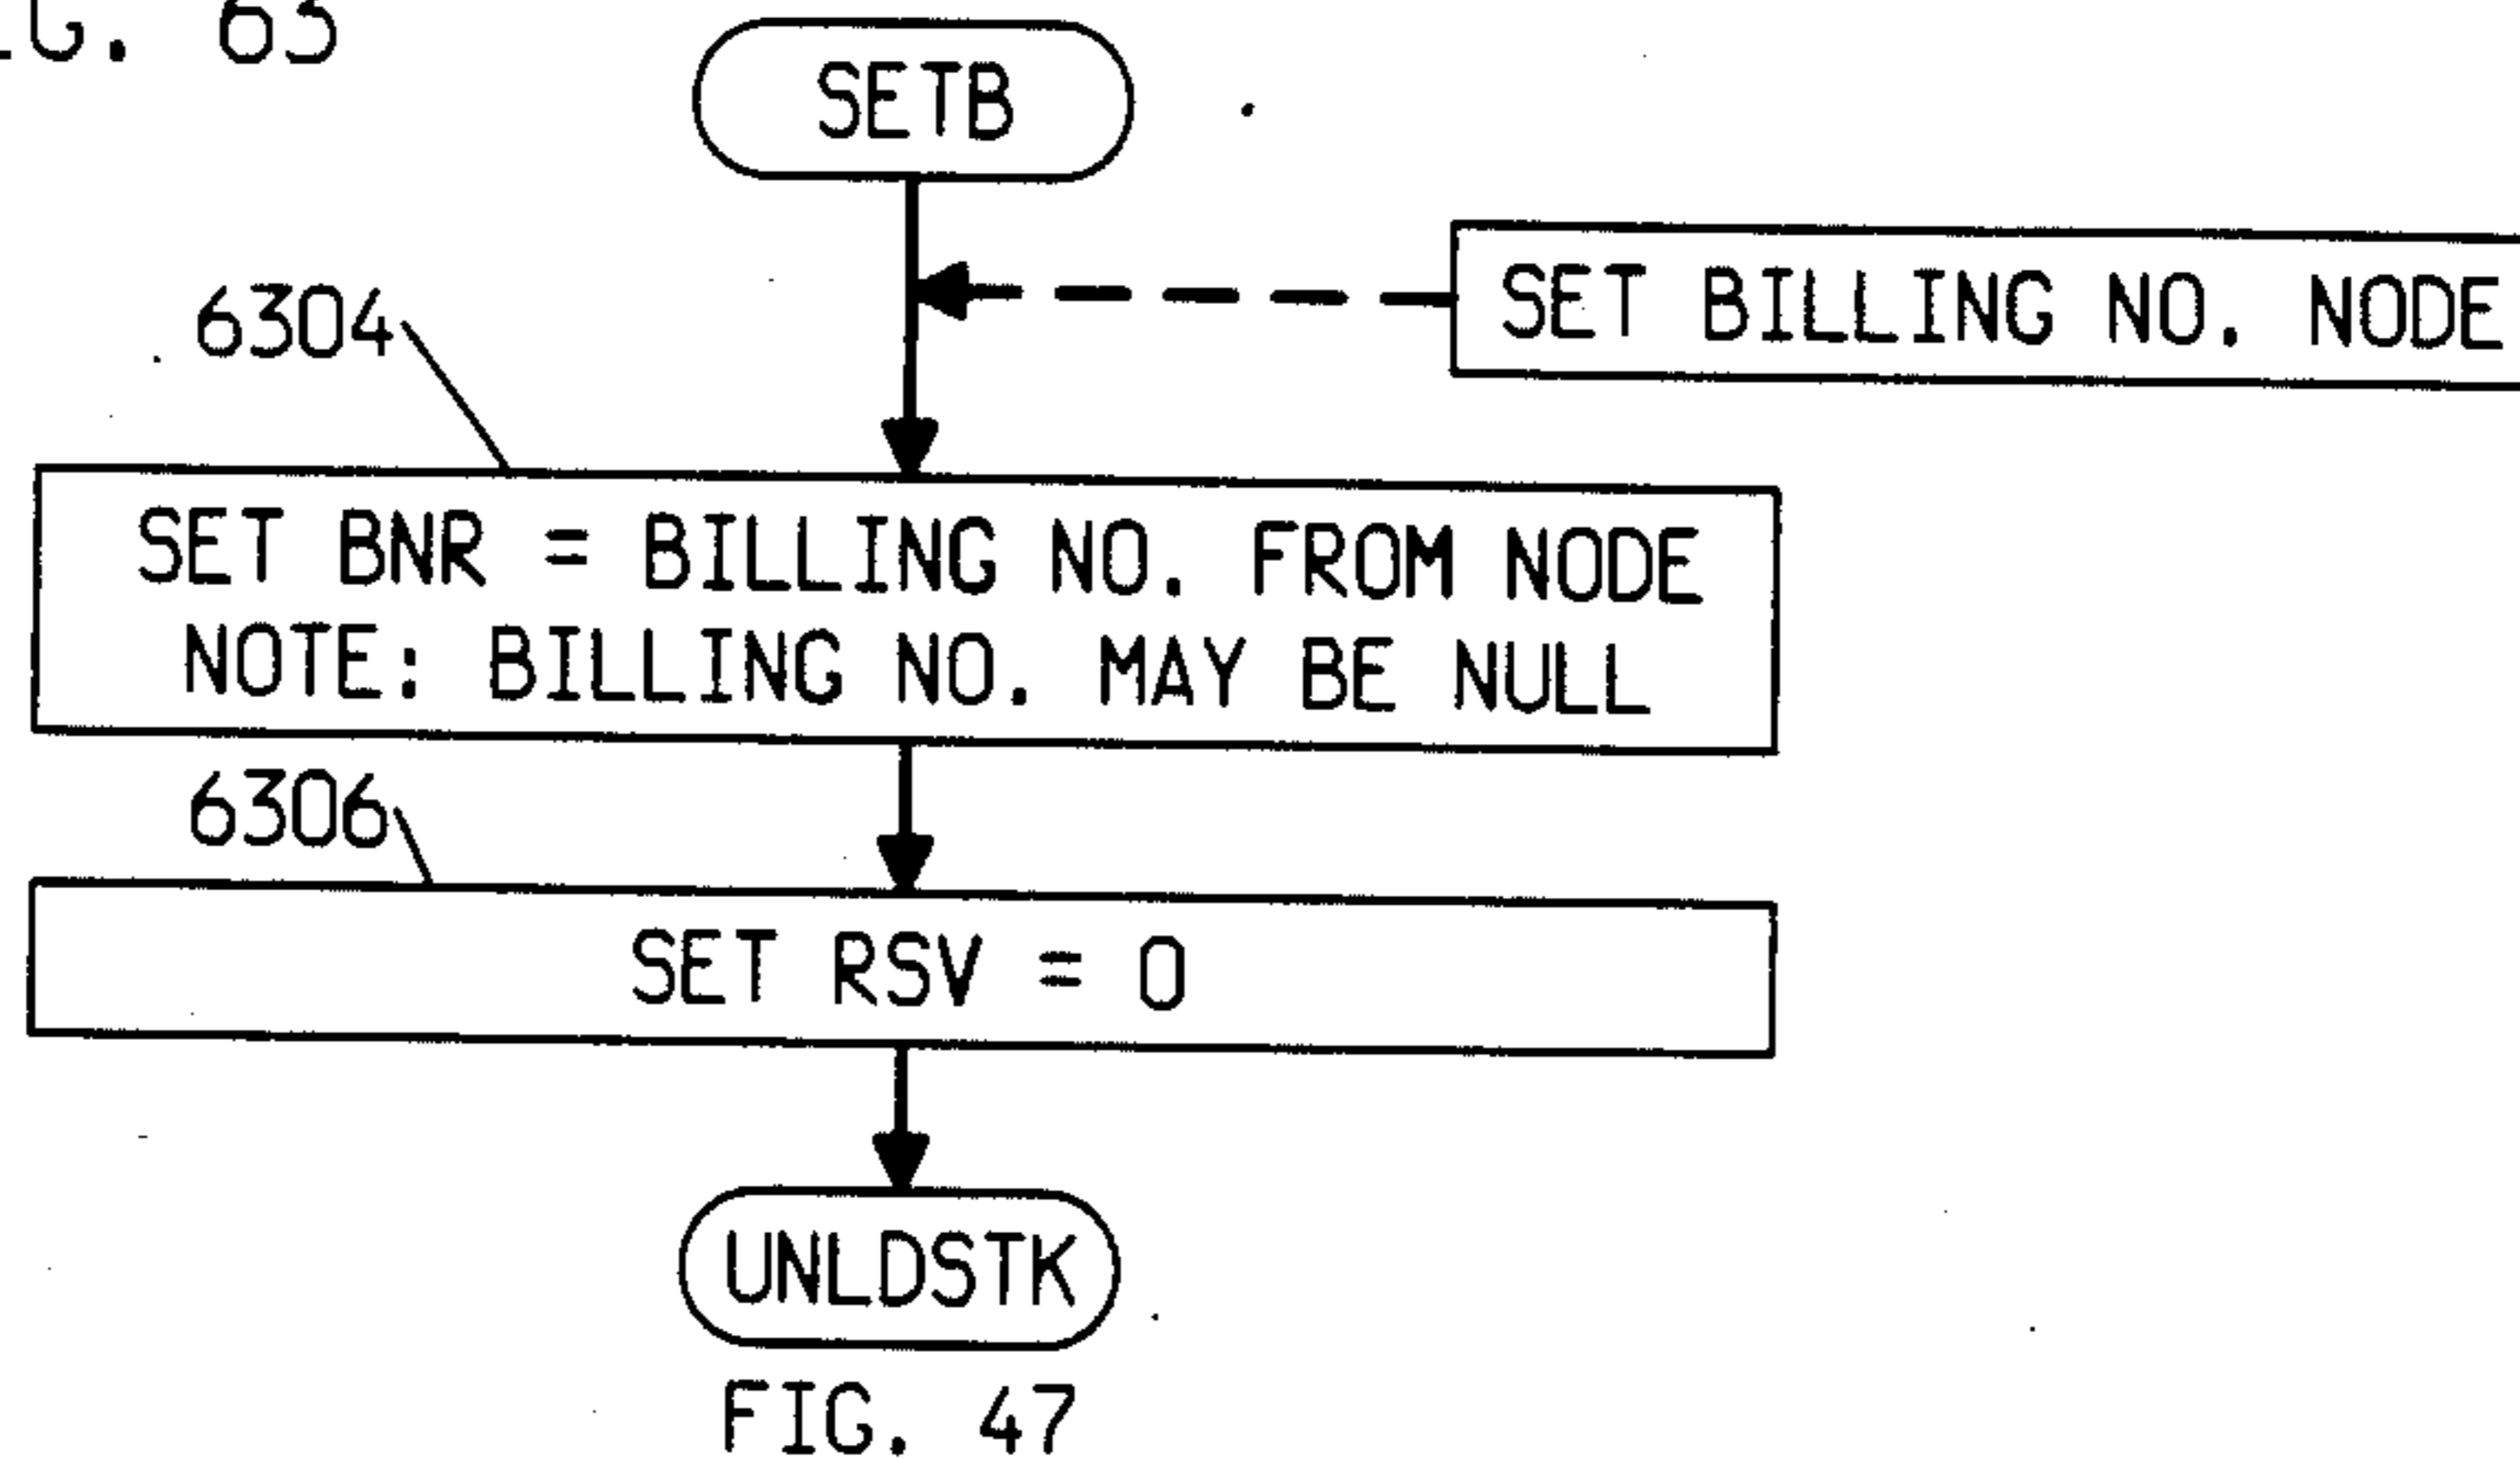 G. 63
SETB
SET BILLING NO. NODE
6304
SET BNR = BILLING NO. FROM NODE
NOTE: BILLING NO. MAY BE NULL
6306
SET RSV = 0
UNLDSTK
FIG. 47